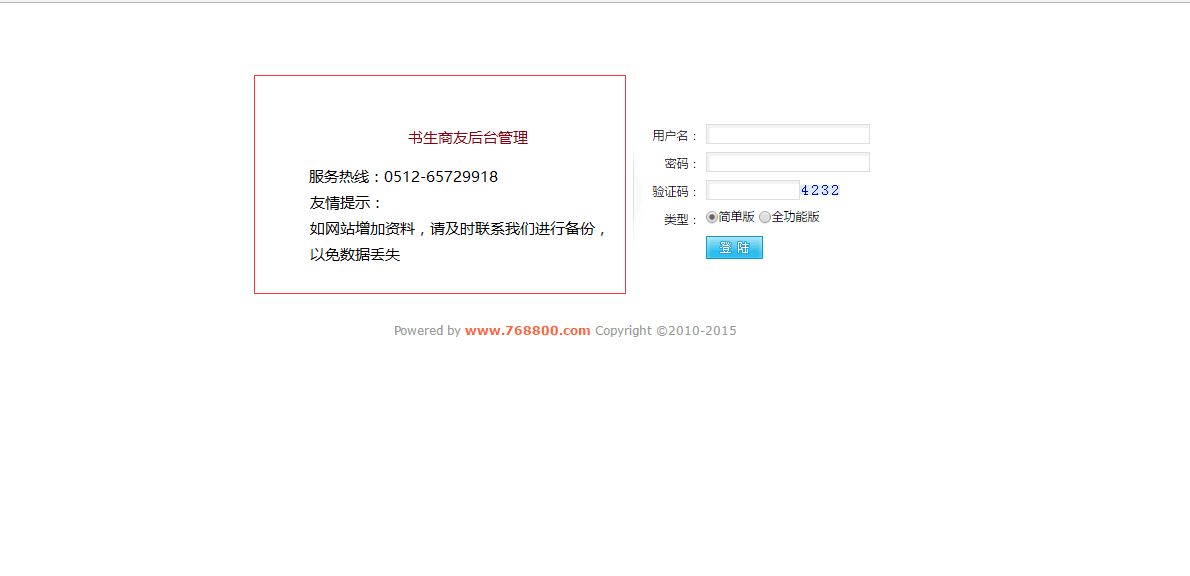 书生商友后台管理
服务热线：0512-65729918
友情提示：
如网站增加资料，请及时联系我们进行备份，
以免数据丢失
用户名：
密码：
验证码： 4232
类型： 简单版 全功能版
登 陆
Powered by www.768800.com Copyright ©2010-2015